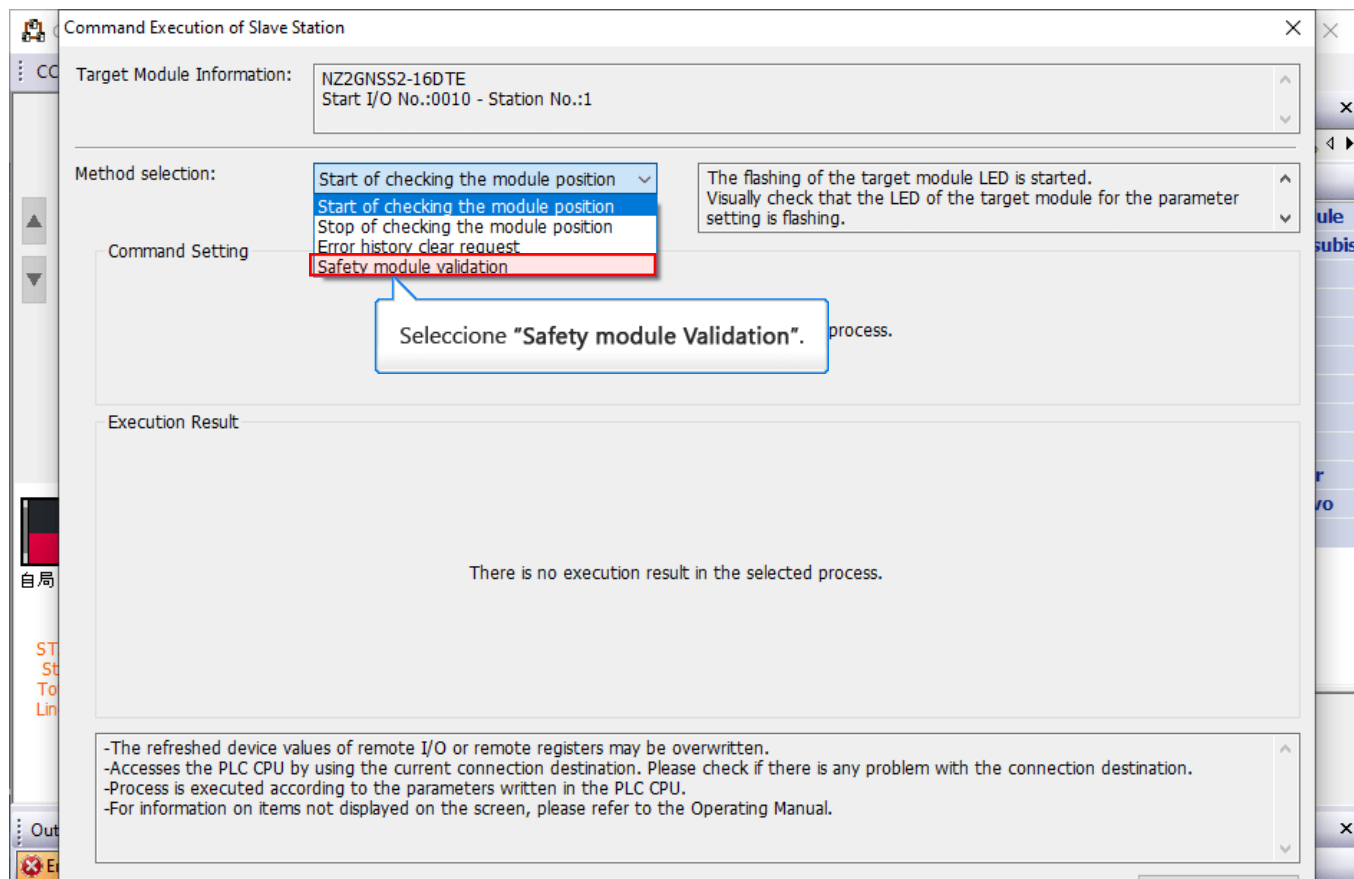 Command Execution of Slave Station
CC
Target Module Information:
NZ2GNSS2-16DTE
Start I/O No.:0010 - Station No.:1
Method selection:
Start of checking the module position
Start of checking the module position
Stop of checking the module position
Error history clear request
Safety module validation
The flashing of the target module LED is started.
Visually check that the LED of the target module for the parameter
setting is flashing.
Command Setting
Seleccione "Safety module Validation".
process.
Execution Result
There is no execution result in the selected process.
自局
ST
St
To
Lin
-The refreshed device values of remote I/O or remote registers may be overwritten.
-Accesses the PLC CPU by using the current connection destination. Please check if there is any problem with the connection destination.
-Process is executed according to the parameters written in the PLC CPU.
-For information on items not displayed on the screen, please refer to the Operating Manual.
Out
ule
subis
r
vo